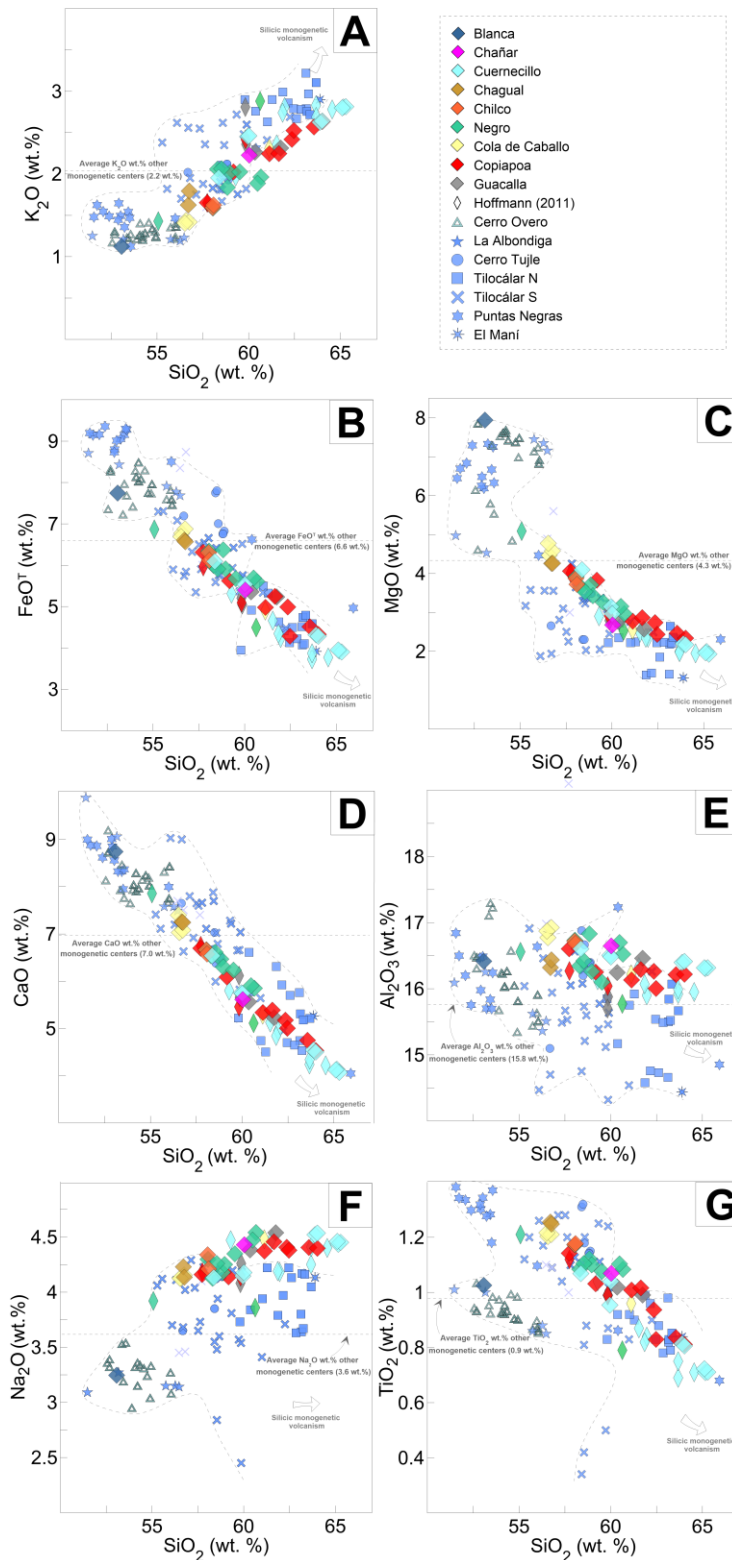 A
Silicic monogenetic
volcanism
3
2
1
Average K2O wt.% other
monogenetic centers (2.2 wt.%)
K2O (wt.%)
55
60
65
SiO2 (wt. %)
Blanca
Chañar
Cuernecillo
Chagual
Chilco
Negro
Cola de Caballo
Copiapoa
Guacalla
Hoffmann (2011)
Cerro Overo
La Albondiga
Cerro Tujle
Tilocálar N
Tilocálar S
Puntas Negras
El Maní
B
9
7
5
3
Average FeOᵀ wt.% other
monogenetic centers (6.6 wt.%)
FeOᵀ (wt.%)
Silicic monogenetic
volcanism
55
60
65
SiO2 (wt. %)
C
8
6
4
2
Average MgO wt.% other
monogenetic centers (4.3 wt.%)
MgO (wt.%)
Silicic monogenetic
volcanism
55
60
65
SiO2 (wt. %)
D
9
7
5
Average CaO wt.% other
monogenetic centers (7.0 wt.%)
CaO (wt.%)
Silicic monogenetic
volcanism
55
60
65
SiO2 (wt. %)
E
18
17
16
15
Al2O3 (wt.%)
Average Al2O3 wt.% other
monogenetic centers (15.8 wt.%)
Silicic monogenetic
volcanism
55
60
65
SiO2 (wt. %)
F
4.5
4
3.5
3
2.5
Na2O (wt.%)
Average Na2O wt.% other
monogenetic centers (3.6 wt.%)
Silicic monogenetic
volcanism
55
60
65
SiO2 (wt. %)
G
1.2
1
0.8
0.6
0.4
TiO2 (wt.%)
Average TiO2 wt.% other
monogenetic centers (0.9 wt.%)
Silicic monogenetic
volcanism
55
60
65
SiO2 (wt. %)